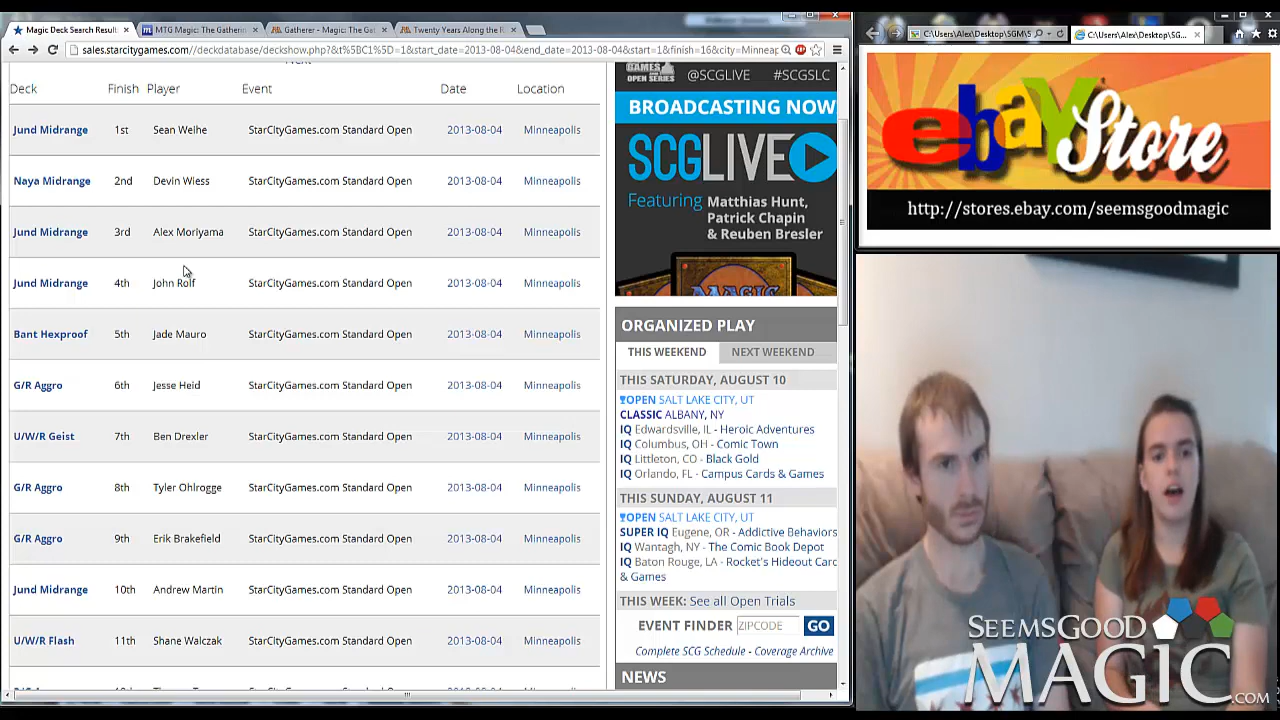 Magic Deck Search Result
MTG Magic: The Gatherin
Gatherer - Magic: The Gat
Twenty Years Along the R
sales.starcitygames.com//deckdatabase/deckshow.php?&t%5BC1%5D=1&start_date=2013-08-04&end_date=2013-08-04&start=1&finish=16&city=Minneap
C:\Users\Alex\Desktop\SGM\S
C:\Users\Alex\Desktop\SG...
Deck Finish Player Event Date Location
Jund Midrange 1st Sean Welhe StarCityGames.com Standard Open 2013-08-04 Minneapolis
Naya Midrange 2nd Devin Wiess StarCityGames.com Standard Open 2013-08-04 Minneapolis
Jund Midrange 3rd Alex Moriyama StarCityGames.com Standard Open 2013-08-04 Minneapolis
Jund Midrange 4th John Rolf StarCityGames.com Standard Open 2013-08-04 Minneapolis
Bant Hexproof 5th Jade Mauro StarCityGames.com Standard Open 2013-08-04 Minneapolis
G/R Aggro 6th Jesse Heid StarCityGames.com Standard Open 2013-08-04 Minneapolis
U/W/R Geist 7th Ben Drexler StarCityGames.com Standard Open 2013-08-04 Minneapolis
G/R Aggro 8th Tyler Ohlrogge StarCityGames.com Standard Open 2013-08-04 Minneapolis
G/R Aggro 9th Erik Brakefield StarCityGames.com Standard Open 2013-08-04 Minneapolis
Jund Midrange 10th Andrew Martin StarCityGames.com Standard Open 2013-08-04 Minneapolis
U/W/R Flash 11th Shane Walczak StarCityGames.com Standard Open 2013-08-04 Minneapolis
GAMES
AND OPEN SERIES
@SCGLIVE #SCGSLC
BROADCASTING NOW
SCGLIVE
Featuring Matthias Hunt,
Patrick Chapin
& Reuben Bresler
MAGIC
ORGANIZED PLAY
THIS WEEKEND NEXT WEEKEND
THIS SATURDAY, AUGUST 10
OPEN SALT LAKE CITY, UT
CLASSIC ALBANY, NY
IQ Edwardsville, IL - Heroic Adventures
IQ Columbus, OH - Comic Town
IQ Littleton, CO - Black Gold
IQ Orlando, FL - Campus Cards & Games
THIS SUNDAY, AUGUST 11
OPEN SALT LAKE CITY, UT
SUPER IQ Eugene, OR - Addictive Behaviors
IQ Wantagh, NY - The Comic Book Depot
IQ Baton Rouge, LA - Rocket's Hideout Card
& Games
THIS WEEK: See all Open Trials
EVENT FINDER ZIPCODE GO
Complete SCG Schedule - Coverage Archive
NEWS
ebay Store
http://stores.ebay.com/seemsgoodmagic
SEEMSGOOD
MAGIC.COM